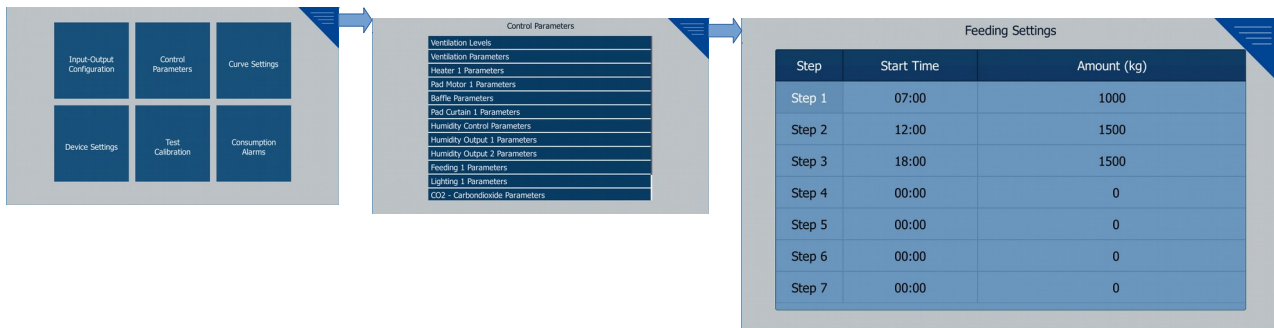 Input-Output
Configuration
Control
Parameters
Curve Settings
Device Settings
Test
Calibration
Consumption
Alarms
Control Parameters
Ventilation Levels
Ventilation Parameters
Heater 1 Parameters
Pad Motor 1 Parameters
Baffle Parameters
Pad Curtain 1 Parameters
Humidity Control Parameters
Humidity Output 1 Parameters
Humidity Output 2 Parameters
Feeding 1 Parameters
Lighting 1 Parameters
CO2 - Carbondioxide Parameters
Feeding Settings
Step Start Time Amount (kg)
Step 1 07:00 1000
Step 2 12:00 1500
Step 3 18:00 1500
Step 4 00:00 0
Step 5 00:00 0
Step 6 00:00 0
Step 7 00:00 0